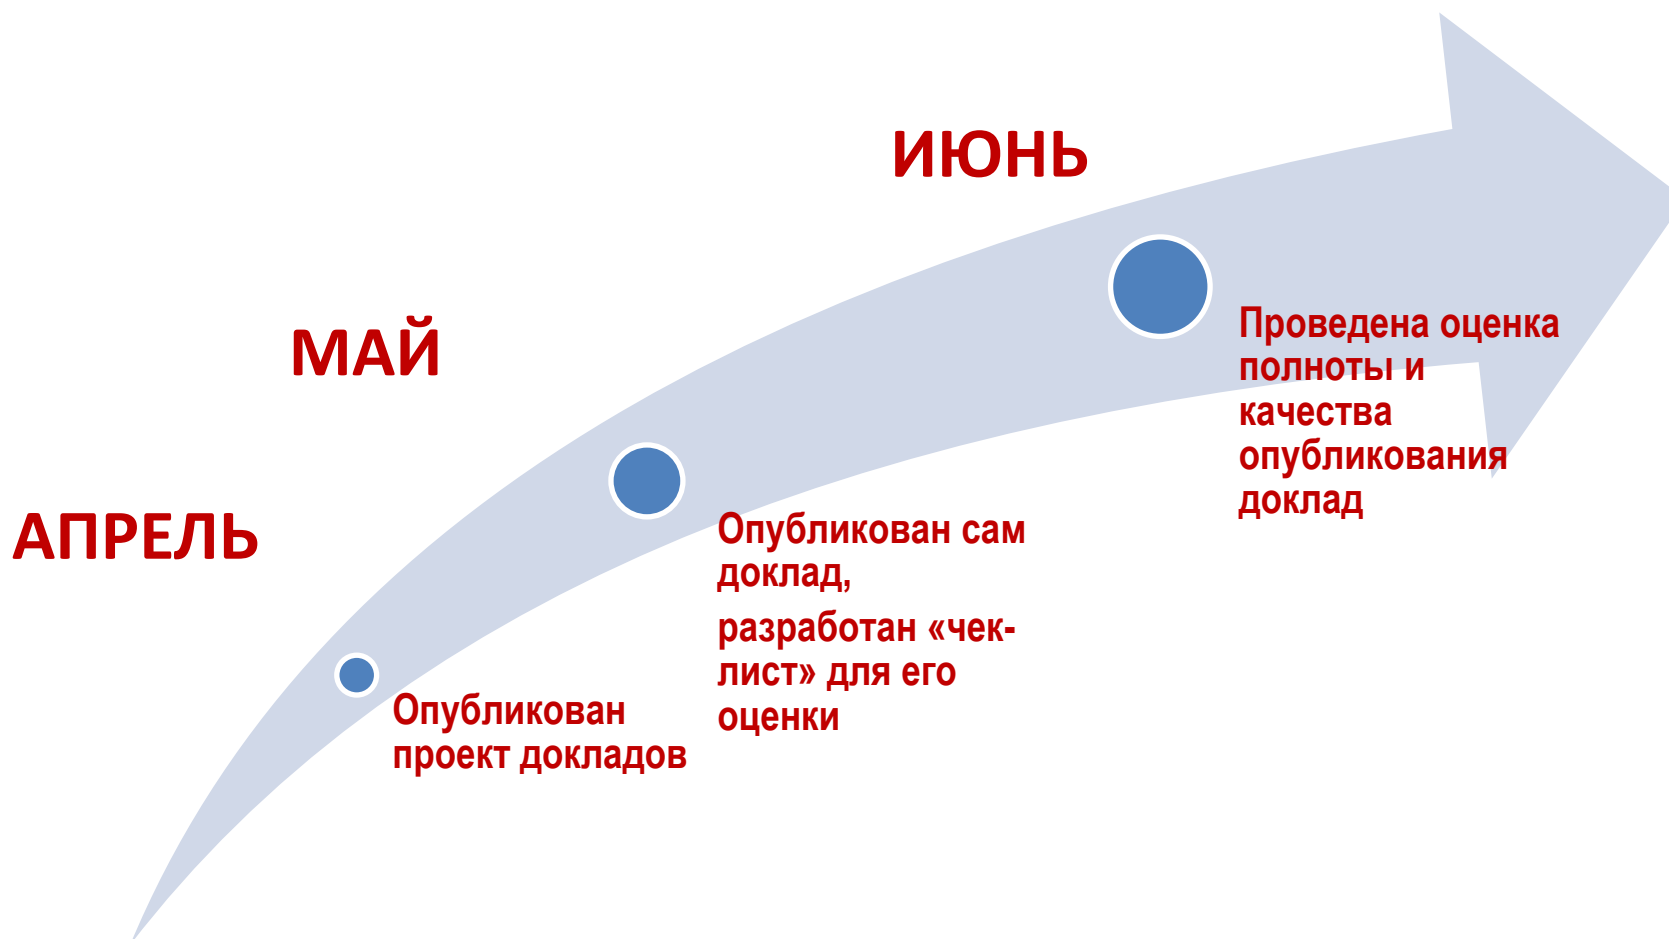 АПРЕЛЬ
Опубликован
проект докладов
МАЙ
Опубликован сам
доклад,
разработан «чек-
лист» для его
оценки
ИЮНЬ
Проведена оценка
полноты и
качества
опубликования
доклад